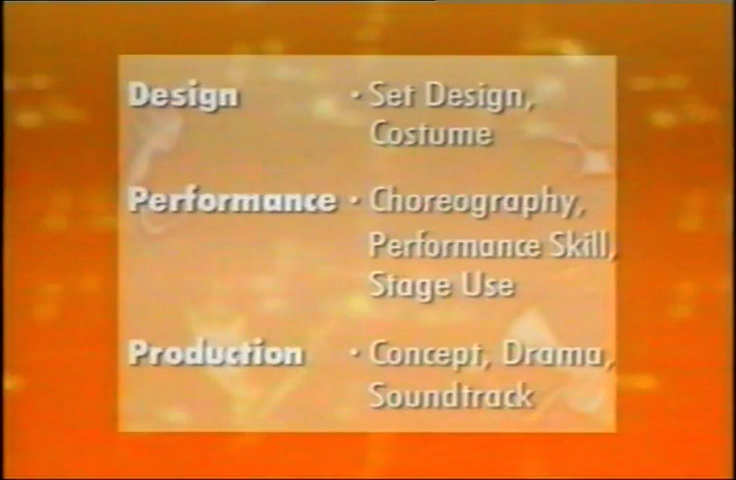 Design • Set Design,
Costume
Performance • Choreography,
Performance Skill,
Stage Use
Production • Concept, Drama,
Soundtrack